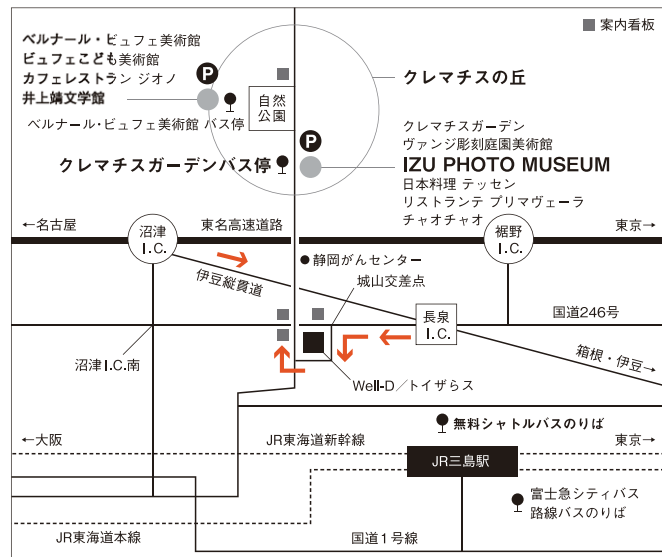 案内看板
ベルナール・ビュフェ美術館
ビュフェこども美術館
カフェレストラン ジオノ
井上靖文学館
P
ベルナール・ビュフェ美術館 バス停
自然
公園
クレマチスの丘
P
クレマチスガーデンバス停
クレマチスガーデン
ヴァンジ彫刻庭園美術館
IZU PHOTO MUSEUM
日本料理 テッセン
リストランテ プリマヴェーラ
チャオチャオ
←名古屋
沼津
I.C.
東名高速道路
裾野
I.C.
東京→
静岡がんセンター
城山交差点
伊豆縦貫道
長泉
I.C.
国道246号
沼津I.C.南
箱根・伊豆→
Well-D／トイザらス
無料シャトルバスのりば
←大阪
JR東海道新幹線
東京→
JR三島駅
富士急シティバス
路線バスのりば
JR東海道本線
国道1号線